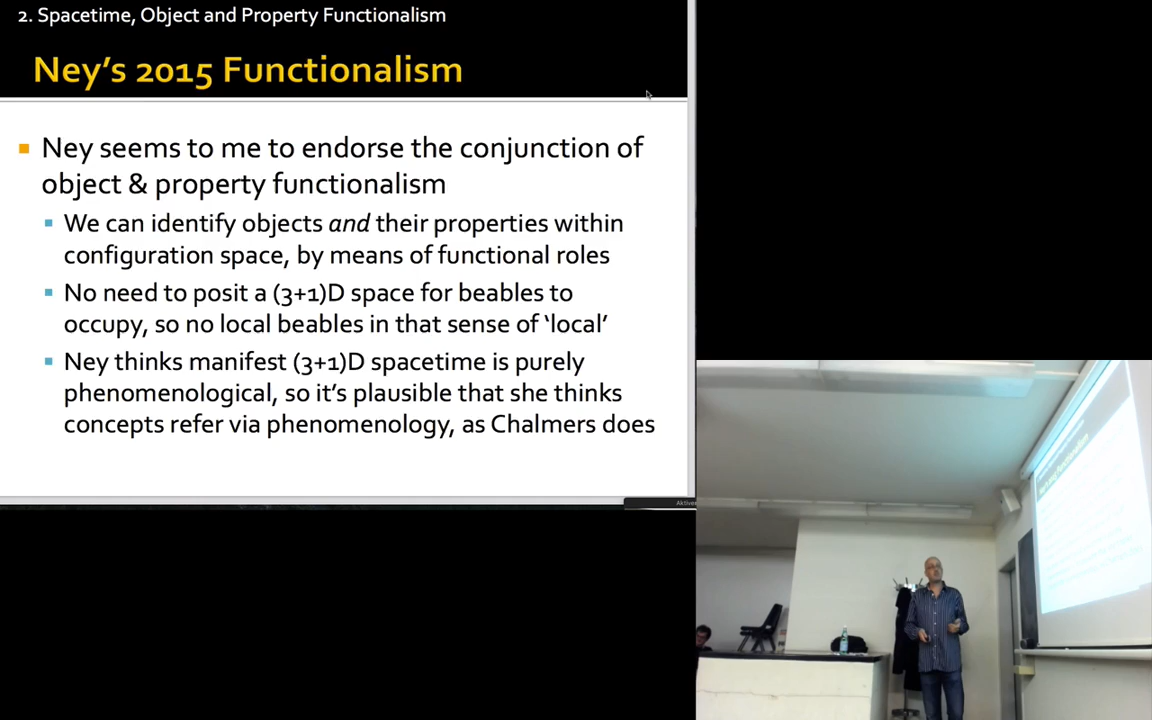 2. Spacetime, Object and Property Functionalism
Ney's 2015 Functionalism
Ney seems to me to endorse the conjunction of
object & property functionalism
We can identify objects and their properties within
configuration space, by means of functional roles
No need to posit a (3+1)D space for beables to
occupy, so no local beables in that sense of 'local'
Ney thinks manifest (3+1)D spacetime is purely
phenomenological, so it's plausible that she thinks
concepts refer via phenomenology, as Chalmers does